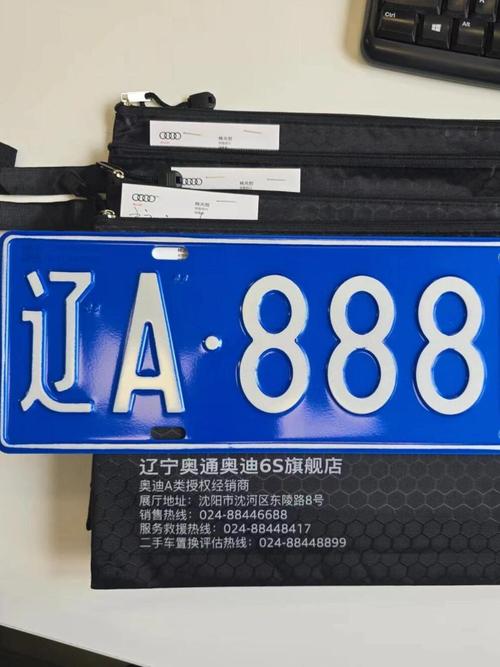 辽A·888
辽宁奥通奥迪6S旗舰店
奥迪A类授权经销商
展厅地址：沈阳市沈河区东陵路8号
销售热线：024-88446688
服务救援热线：024-88448417
二手车置换评估热线：024-88448899